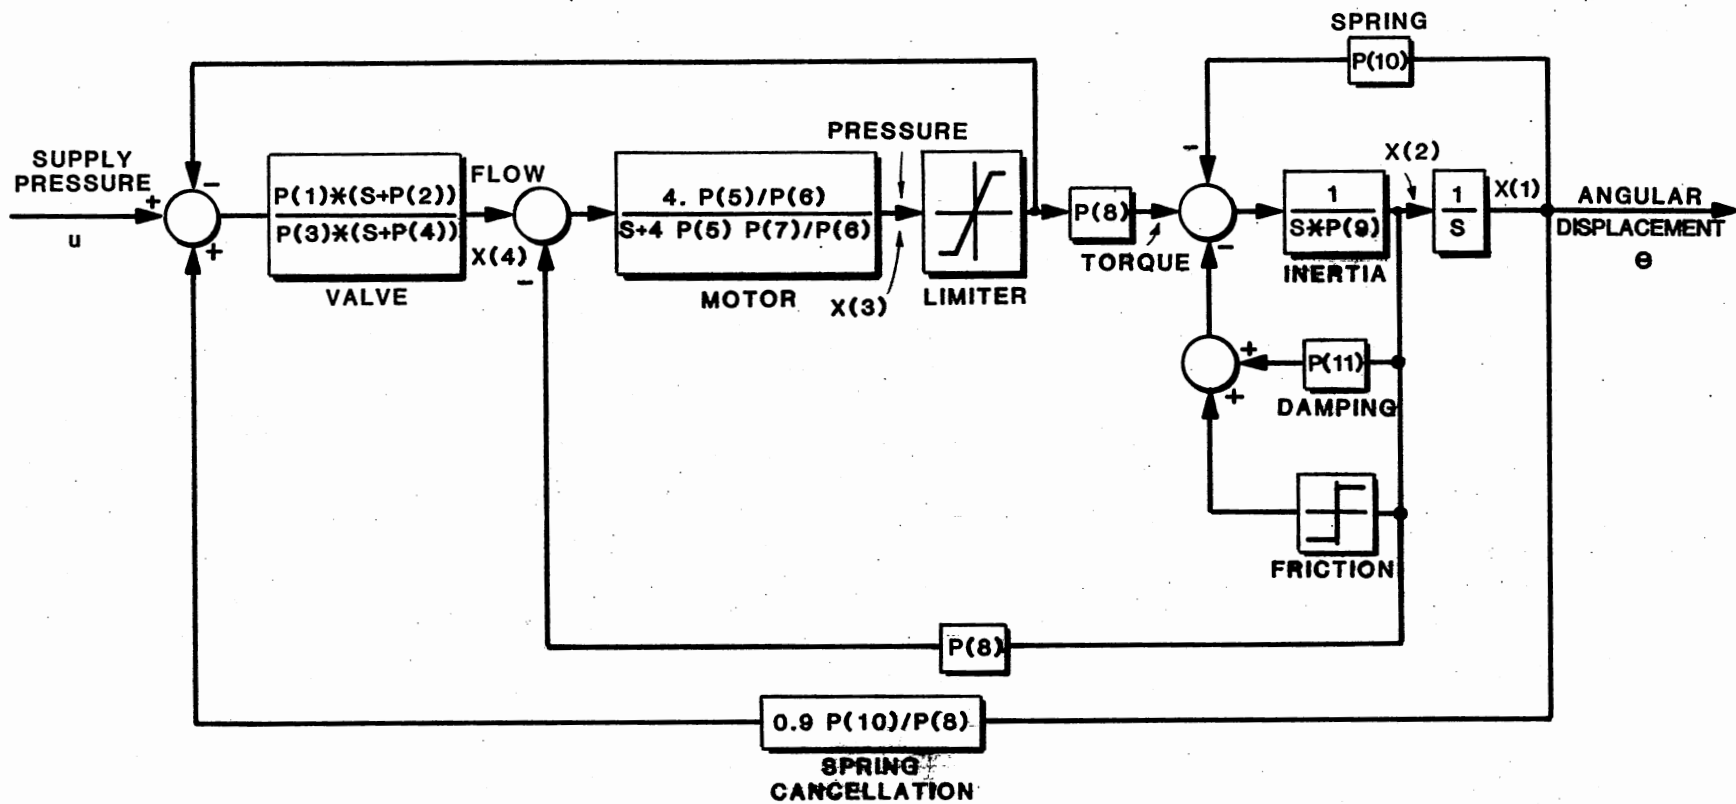 SPRING
P(10)
PRESSURE
SUPPLY
PRESSURE
u
+
−
+
P(1)*(S+P(2))
P(3)*(S+P(4))
VALVE
FLOW
X(4)
−
4. P(5)/P(6)
S+4 P(5) P(7)/P(6)
MOTOR
X(3)
LIMITER
P(8)
TORQUE
−
−
1
S*P(9)
INERTIA
X(2)
1
S
X(1)
ANGULAR
DISPLACEMENT
Θ
+
+
P(11)
DAMPING
FRICTION
P(8)
0.9 P(10)/P(8)
SPRING
CANCELLATION